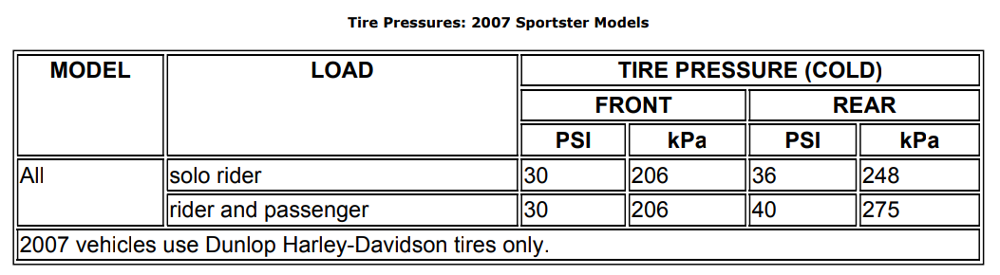 Tire Pressures: 2007 Sportster Models
MODEL LOAD TIRE PRESSURE (COLD)
FRONT REAR
PSI kPa PSI kPa
All solo rider 30 206 36 248
rider and passenger 30 206 40 275
2007 vehicles use Dunlop Harley-Davidson tires only.